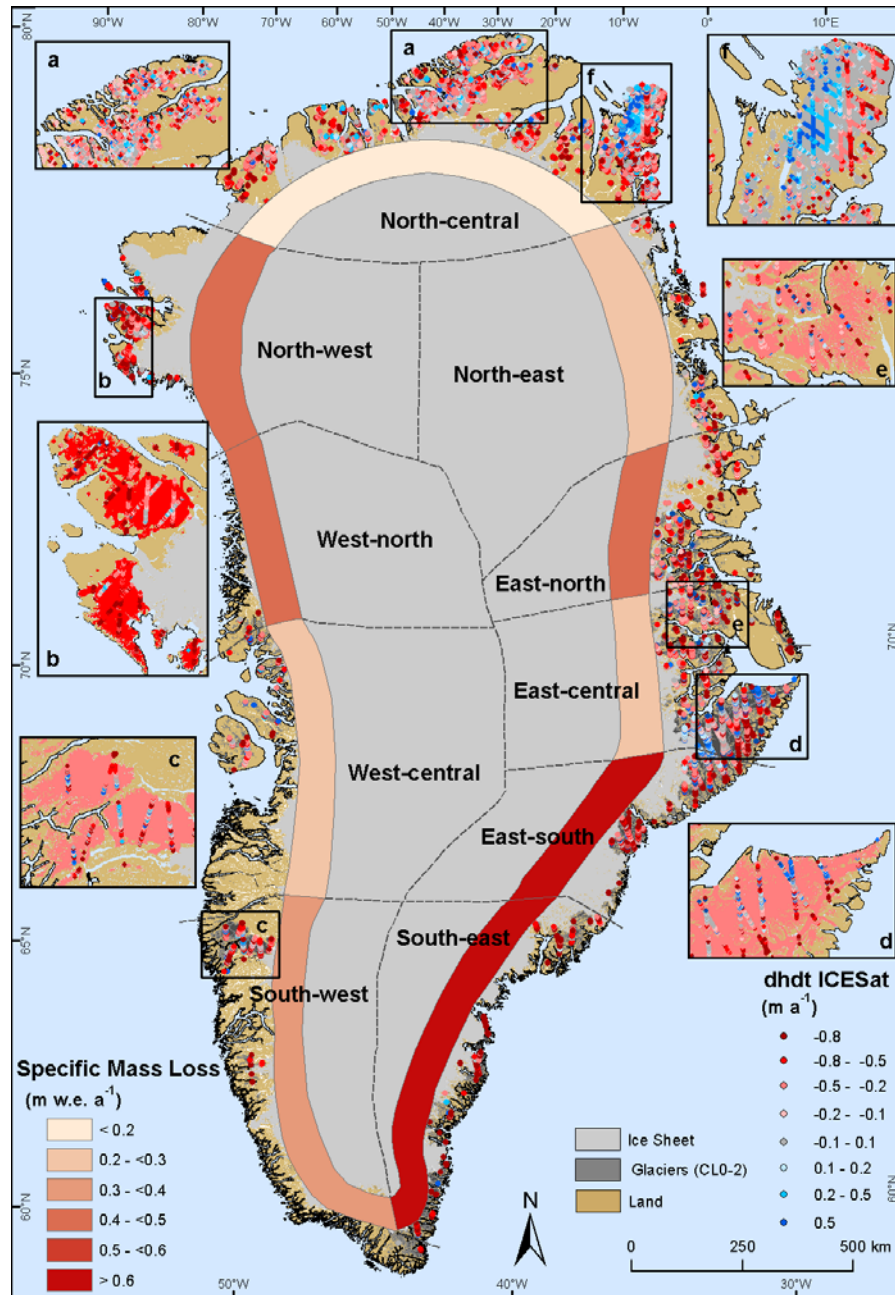 90°W 80°W 70°W 60°W 50°W 40°W 30°W 20°W 10°W 0° 10°E
80°N
a
a
f
f
North-central
75°N
b
North-west
North-east
e
b
West-north
East-north
e
70°N
70°N
East-central
d
c
West-central
East-south
d
65°N
c
South-east
South-west
dhdt ICESat
(m a⁻¹)
-0.8
-0.8 - -0.5
-0.5 - -0.2
-0.2 - -0.1
-0.1 - 0.1
0.1 - 0.2
0.2 - 0.5
0.5
Specific Mass Loss
(m w.e. a⁻¹)
< 0.2
0.2 - <0.3
0.3 - <0.4
0.4 - <0.5
0.5 - <0.6
> 0.6
Ice Sheet
Glaciers (CL0-2)
Land
60°N
60°N
N
0 250 500 km
50°W 40°W 30°W